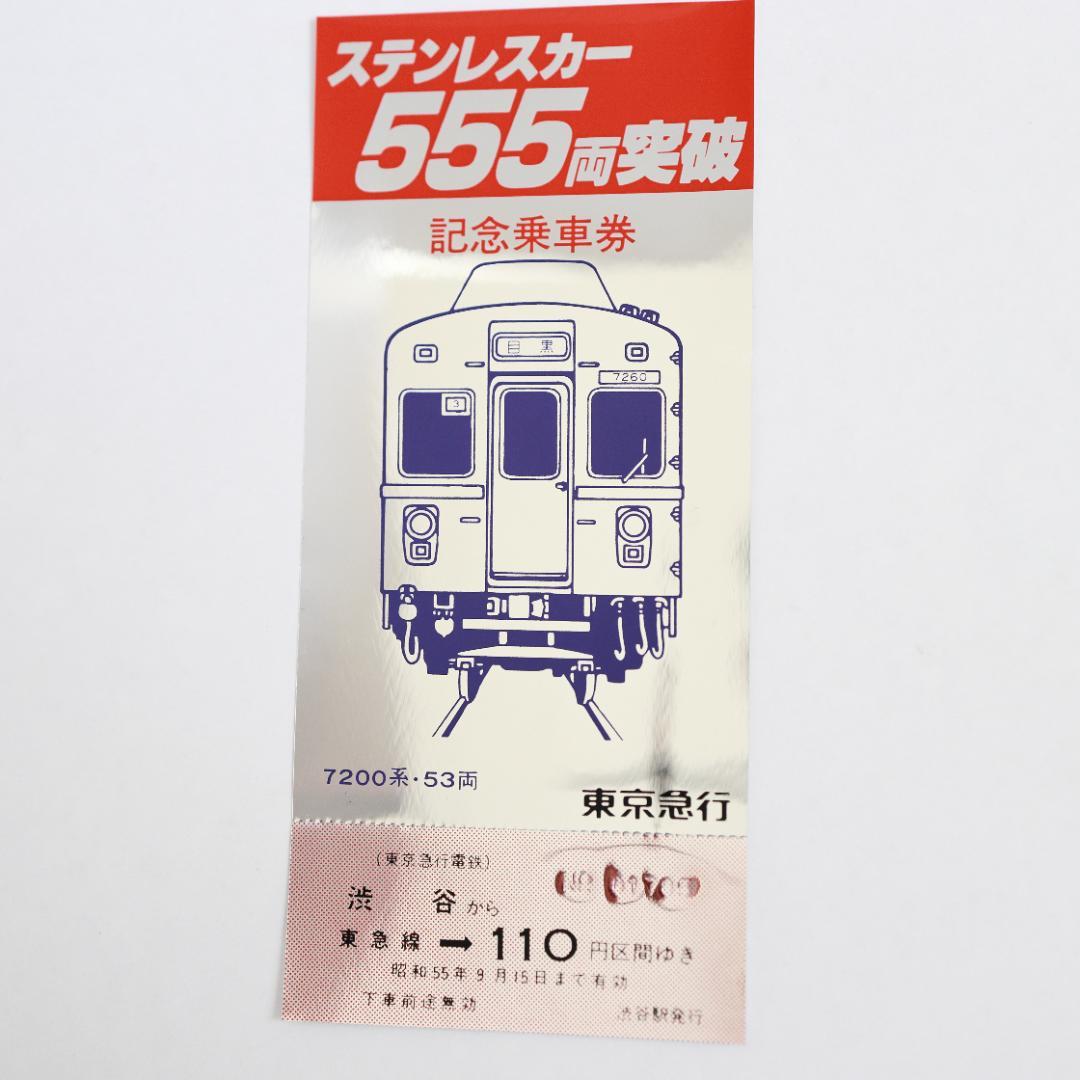 ステンレスカー
555両突破
記念乗車券
目黒
7260
3
7200系・53両
東京急行
(東京急行電鉄)
渋谷から
東急線→110円区間ゆき
昭和55年9月15日まで有効
下車前途無効
渋谷駅発行